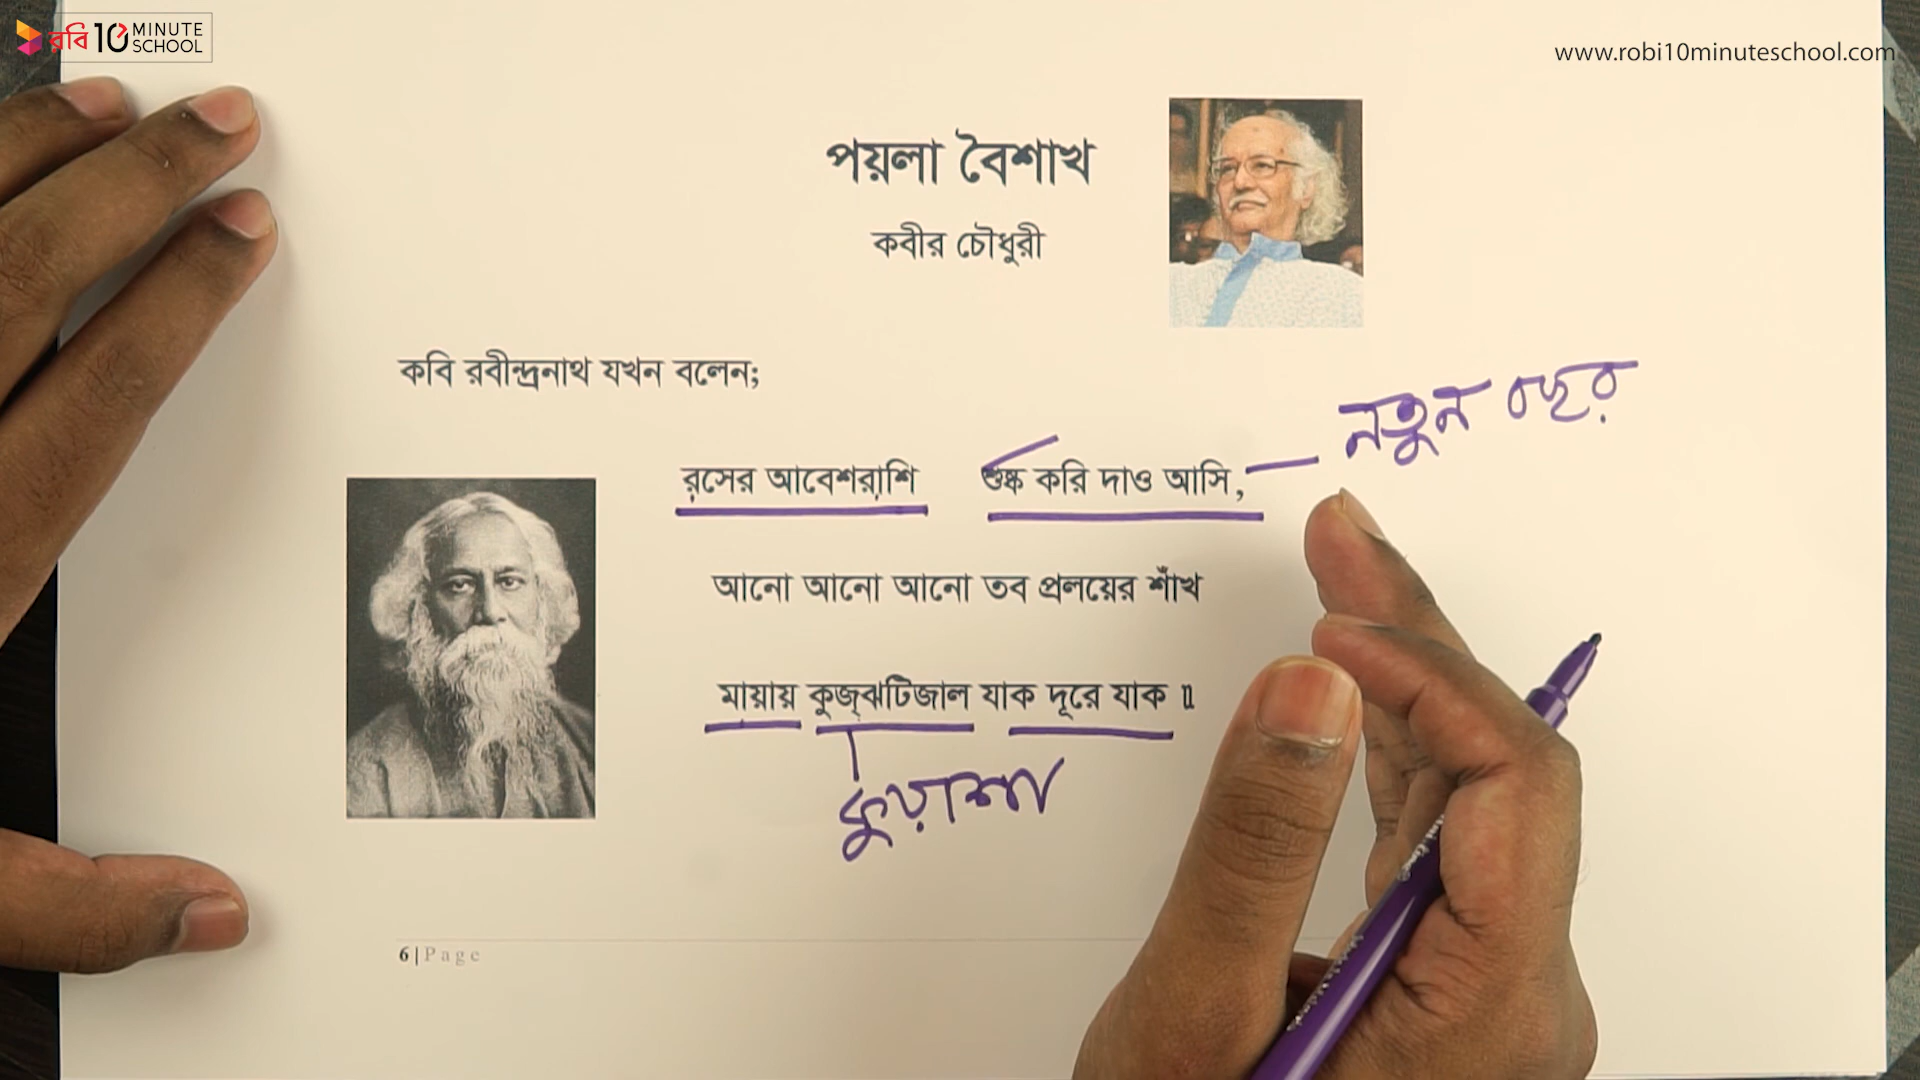 রবি 10 MINUTE SCHOOL
www.robi10minuteschool.com
পয়লা বৈশাখ
কবীর চৌধুরী
কবি রবীন্দ্রনাথ যখন বলেন;
রসের আবেশরাশি শুষ্ক করি দাও আসি, — নতুন বছর
আনো আনো আনো তব প্রলয়ের শাঁখ
মায়ায় কুজ্ঝটিজাল যাক দূরে যাক ॥
কুয়াশা
6 | Page